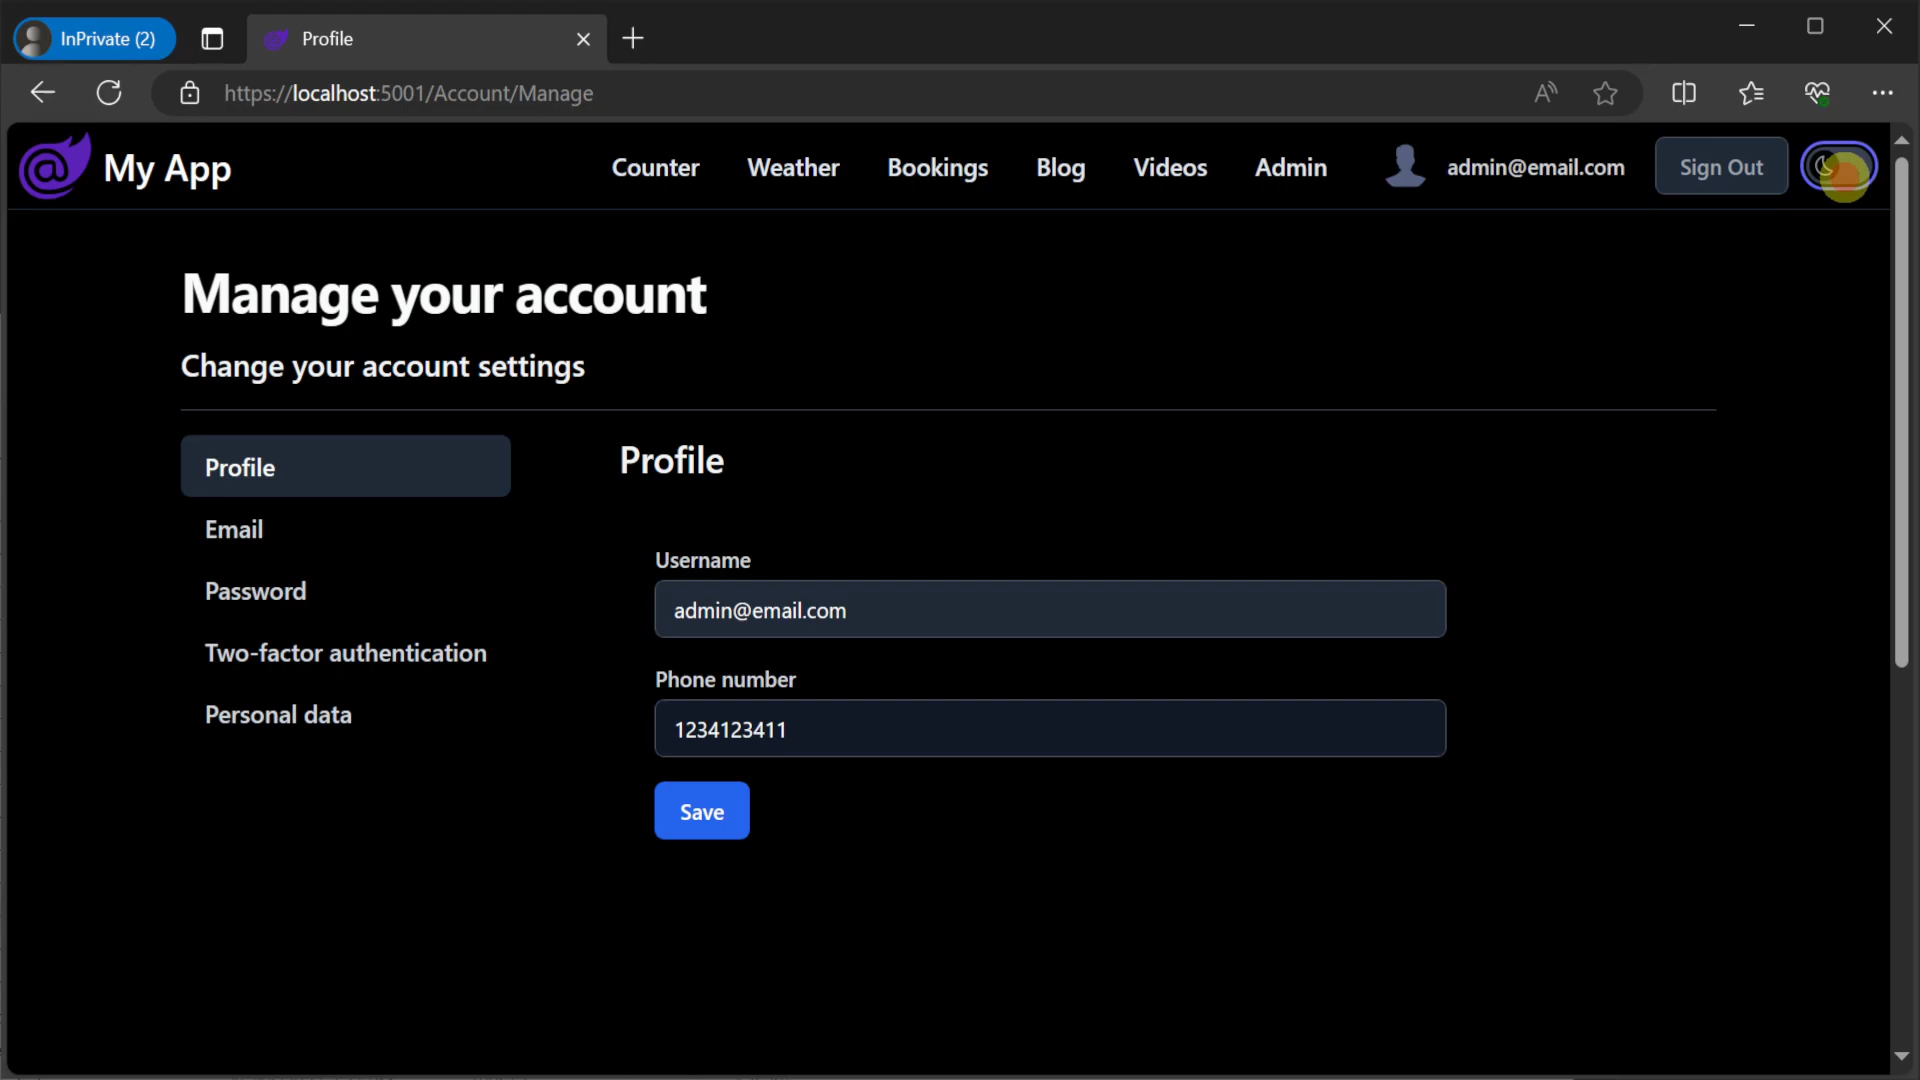 InPrivate (2)
Profile
https://localhost:5001/Account/Manage
My App
Counter
Weather
Bookings
Blog
Videos
Admin
admin@email.com
Sign Out
Manage your account
Change your account settings
Profile
Email
Password
Two-factor authentication
Personal data
Profile
Username
admin@email.com
Phone number
1234123411
Save